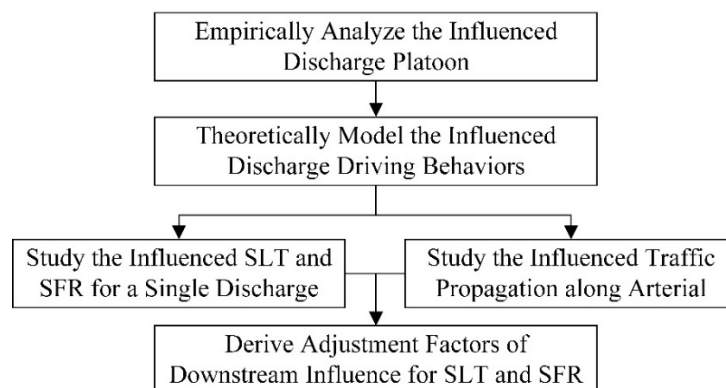 Empirically Analyze the Influenced
Discharge Platoon
Theoretically Model the Influenced
Discharge Driving Behaviors
Study the Influenced SLT and
SFR for a Single Discharge
Study the Influenced Traffic
Propagation along Arterial
Derive Adjustment Factors of
Downstream Influence for SLT and SFR